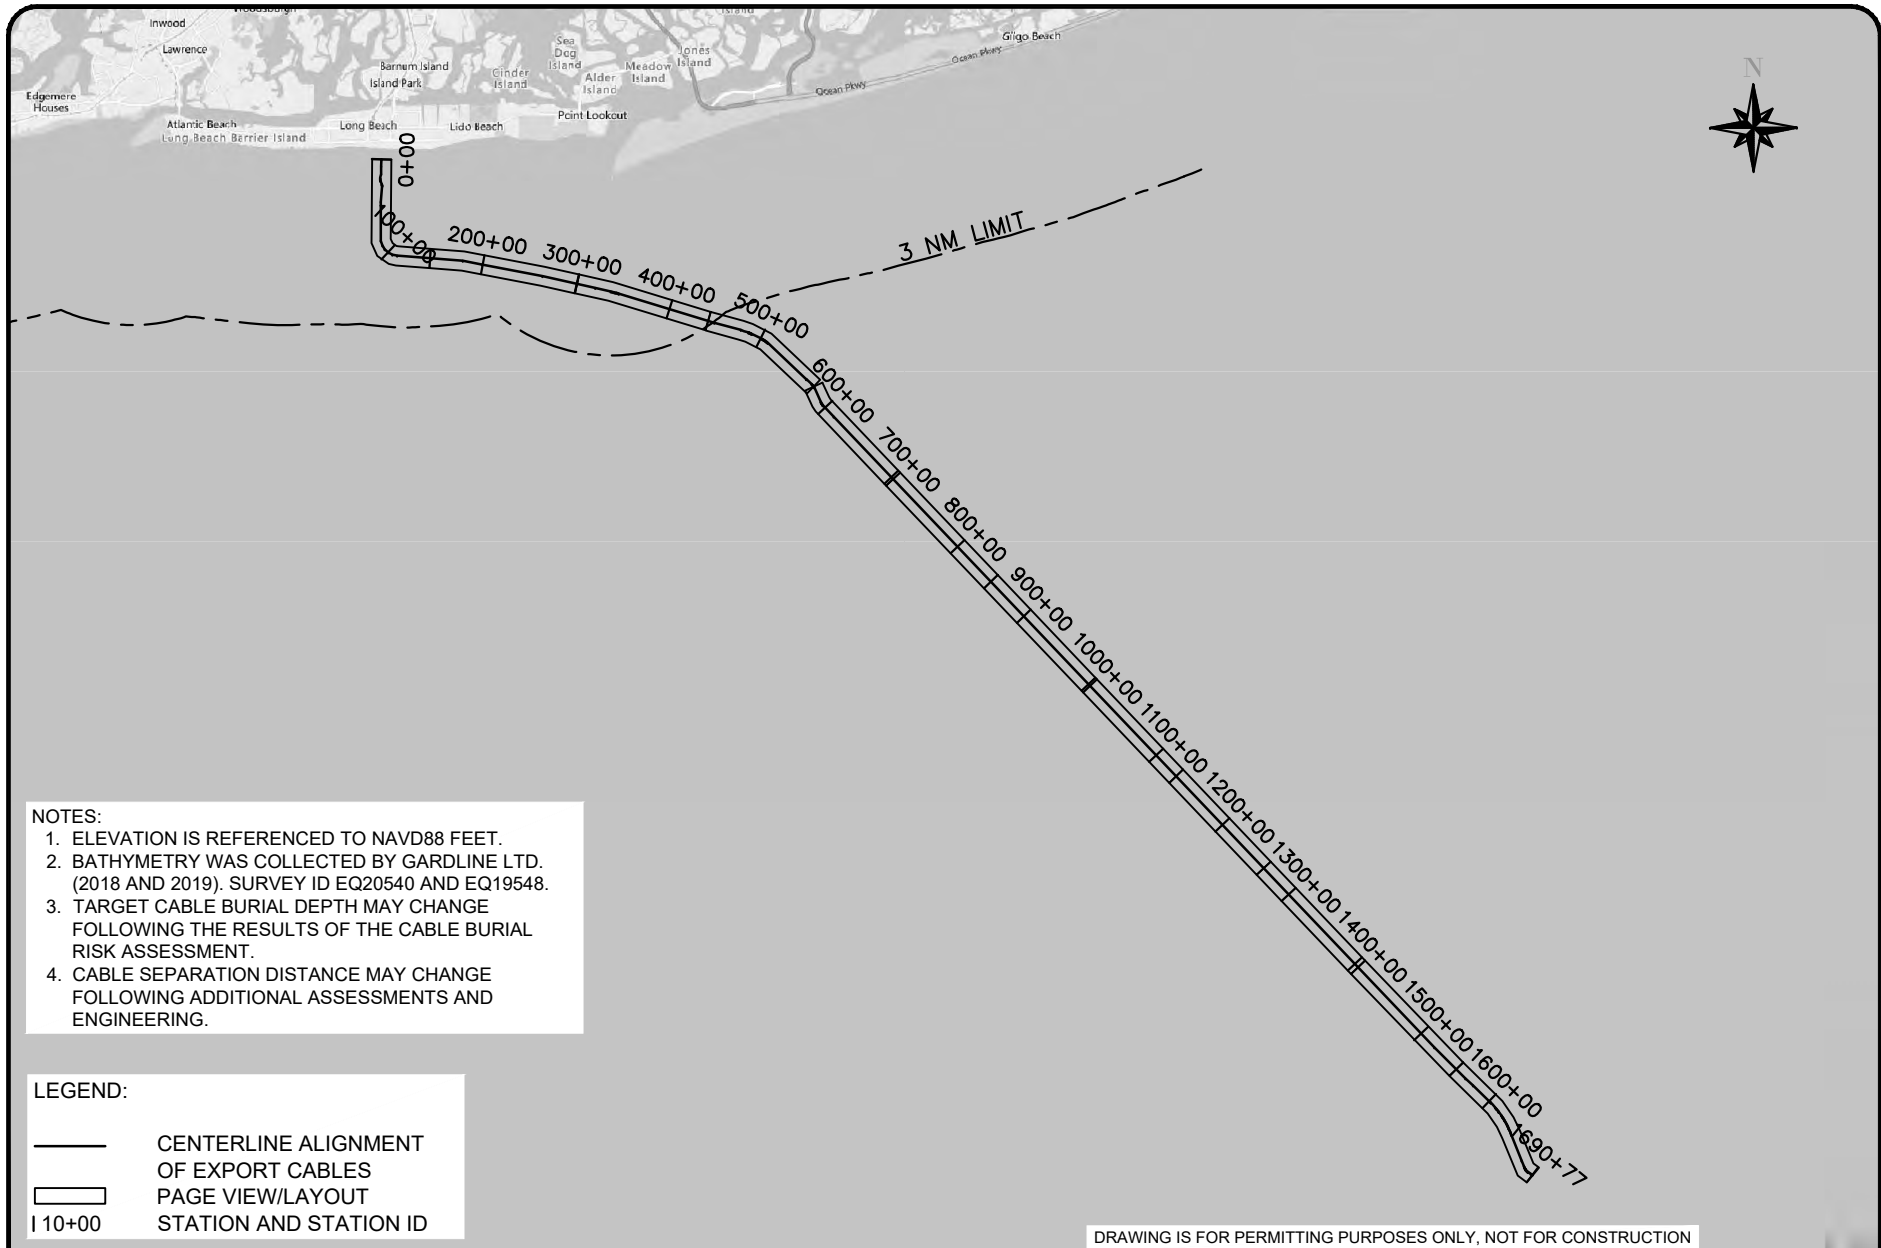 Inwood
Lawrence
Edgemere
Houses
Atlantic Beach
Long Beach Barrier Island
Barnum Island
Island Park
Long Beach
Lido Beach
Cinder
Island
Sea
Dog
Island
Alder
Island
Meadow
Island
Jones
Island
Island
Point Lookout
Ocean Pkwy
Ocean Pkwy
Gilgo Beach
N
0+00
100+00
200+00
300+00
400+00
500+00
3 NM LIMIT
600+00
700+00
800+00
900+00
1000+00
1100+00
1200+00
1300+00
1400+00
1500+00
1600+00
1690+77
NOTES:
1. ELEVATION IS REFERENCED TO NAVD88 FEET.
2. BATHYMETRY WAS COLLECTED BY GARDLINE LTD.
(2018 AND 2019). SURVEY ID EQ20540 AND EQ19548.
3. TARGET CABLE BURIAL DEPTH MAY CHANGE
FOLLOWING THE RESULTS OF THE CABLE BURIAL
RISK ASSESSMENT.
4. CABLE SEPARATION DISTANCE MAY CHANGE
FOLLOWING ADDITIONAL ASSESSMENTS AND
ENGINEERING.
LEGEND:
CENTERLINE ALIGNMENT
OF EXPORT CABLES
PAGE VIEW/LAYOUT
10+00 STATION AND STATION ID
DRAWING IS FOR PERMITTING PURPOSES ONLY, NOT FOR CONSTRUCTION